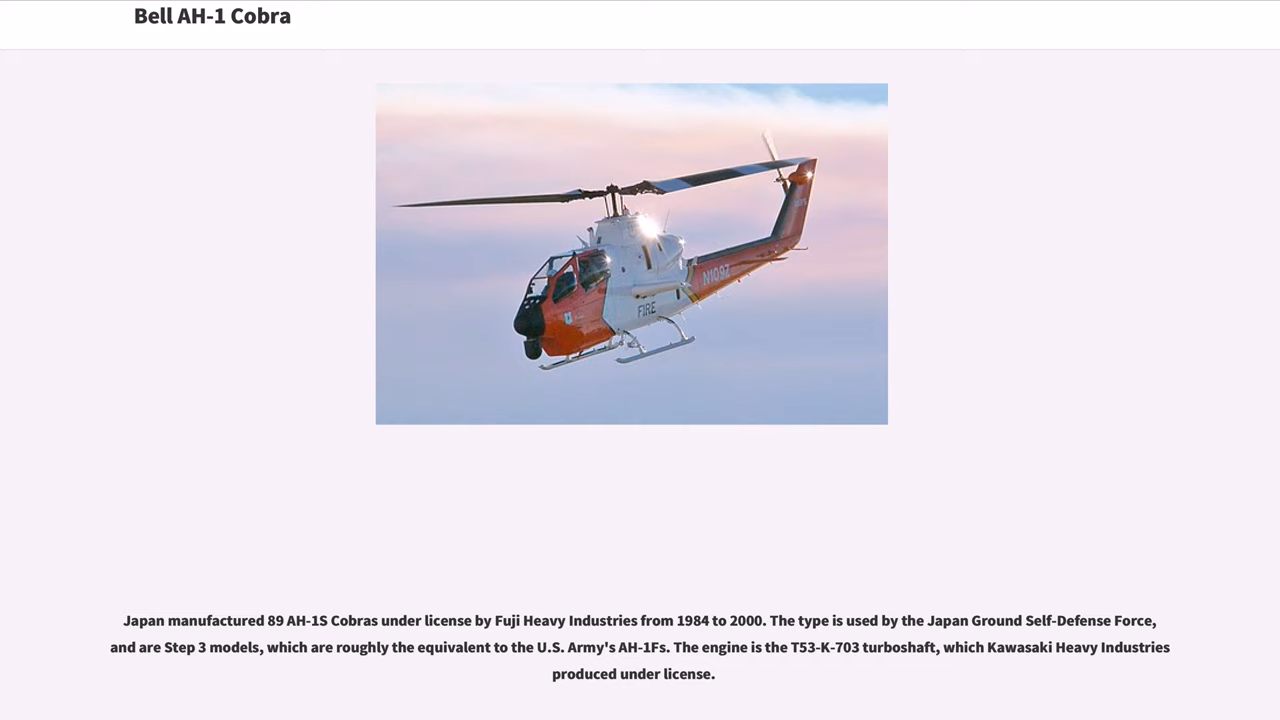 Bell AH-1 Cobra
N109Z
FIRE
Japan manufactured 89 AH-1S Cobras under license by Fuji Heavy Industries from 1984 to 2000. The type is used by the Japan Ground Self-Defense Force,
and are Step 3 models, which are roughly the equivalent to the U.S. Army's AH-1Fs. The engine is the T53-K-703 turboshaft, which Kawasaki Heavy Industries
produced under license.